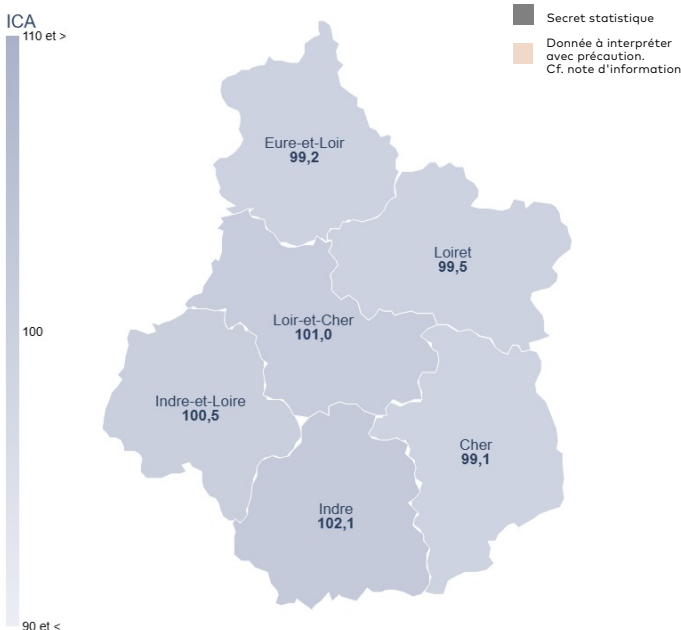 ICA
110 et >
Secret statistique
Donnée à interpréter
avec précaution.
Cf. note d'information
Eure-et-Loir
99,2
Loiret
99,5
Loir-et-Cher
101,0
100
Indre-et-Loire
100,5
Cher
99,1
Indre
102,1
90 et <